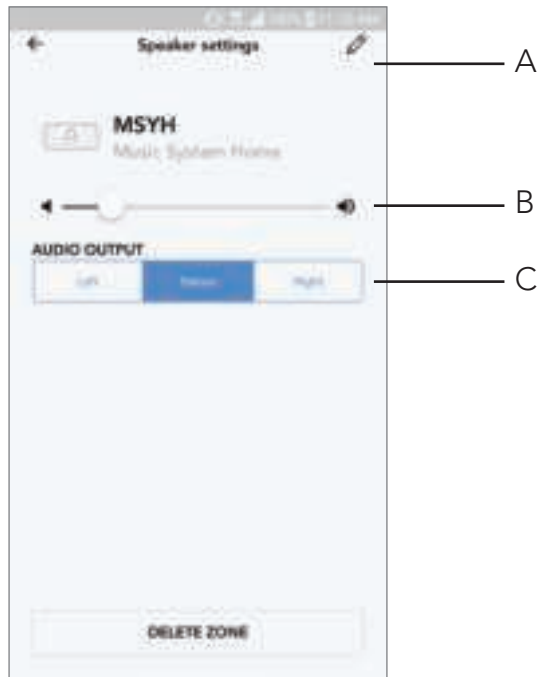 Speaker settings
A
MSYH
Music System Home
B
AUDIO OUTPUT
Left Stereo Right
C
DELETE ZONE